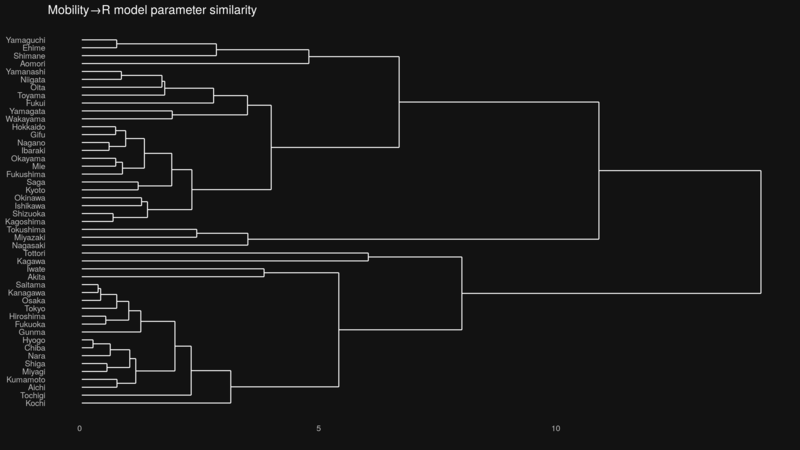 Mobility→R model parameter similarity
Yamaguchi
Ehime
Shimane
Aomori
Yamanashi
Niigata
Oita
Toyama
Fukui
Yamagata
Wakayama
Hokkaido
Gifu
Nagano
Ibaraki
Okayama
Mie
Fukushima
Saga
Kyoto
Okinawa
Ishikawa
Shizuoka
Kagoshima
Tokushima
Miyazaki
Nagasaki
Tottori
Kagawa
Iwate
Akita
Saitama
Kanagawa
Osaka
Tokyo
Hiroshima
Fukuoka
Gunma
Hyogo
Chiba
Nara
Shiga
Miyagi
Kumamoto
Aichi
Tochigi
Kochi
0 5 10